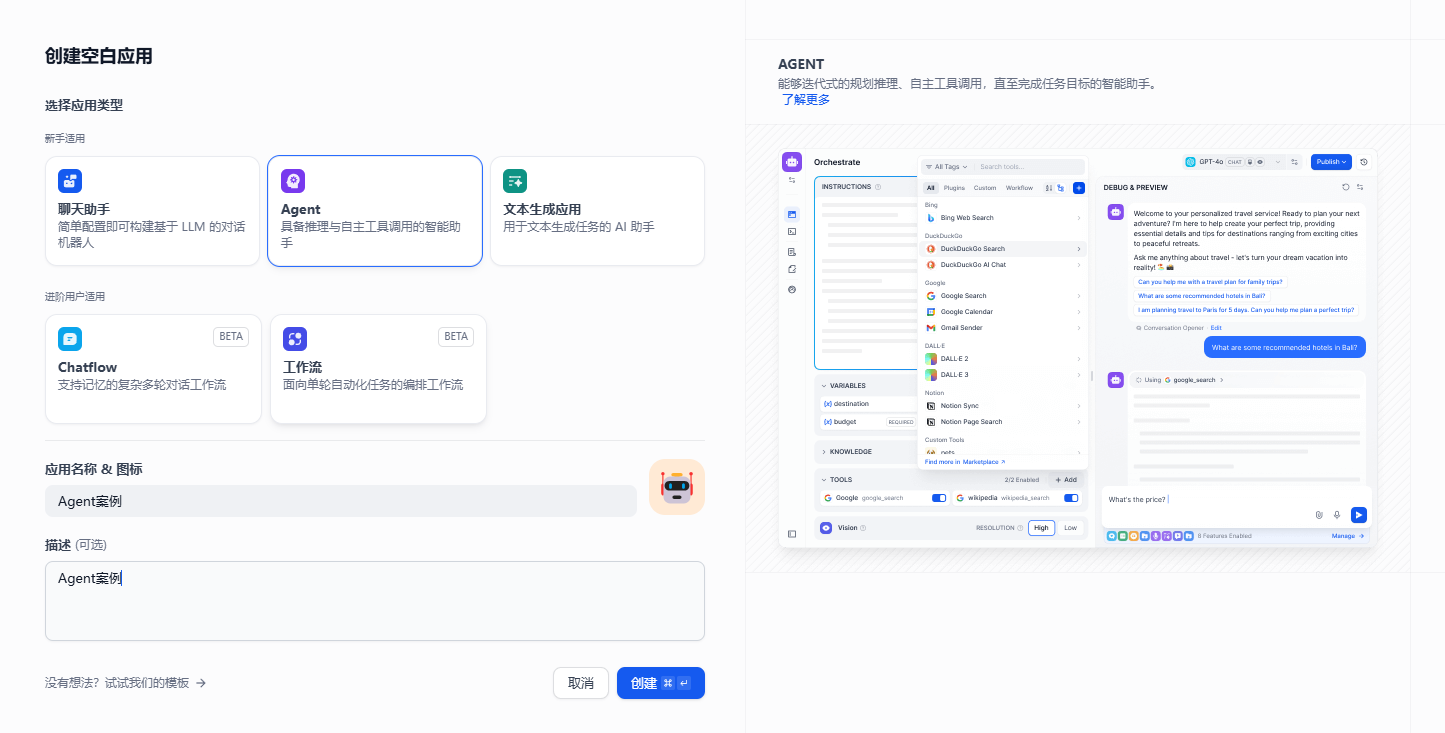 创建空白应用
选择应用类型
新手适用
聊天助手
简单配置即可构建基于 LLM 的对话
机器人
Agent
具备推理与自主工具调用的智能助
手
文本生成应用
用于文本生成任务的 AI 助手
进阶用户适用
BETA
Chatflow
支持记忆的复杂多轮对话工作流
BETA
工作流
面向单轮自动化任务的编排工作流
应用名称 & 图标
Agent案例
描述 (可选)
Agent案例
没有想法？试试我们的模板 →
取消
创建 ⌘ ↵
AGENT
能够迭代式的规划推理、自主工具调用，直至完成任务目标的智能助手。
了解更多
Orchestrate
INSTRUCTIONS
All Tags
Search tools...
All Plugins Custom Workflow
Bing
Bing Web Search
DuckDuckGo
DuckDuckGo Search
DuckDuckGo AI Chat
Google
Google Search
Google Calendar
Gmail Sender
DALL·E
DALL·E 2
DALL·E 3
Notion
Notion Sync
Notion Page Search
Custom Tools
pets
Find more in Marketplace ↗
VARIABLES
{x} destination
{x} budget REQUIRED
KNOWLEDGE
TOOLS 2/2 Enabled + Add
Google google_search
wikipedia wikipedia_search
Vision RESOLUTION High Low
GPT-4o CHAT
Publish
DEBUG & PREVIEW
Welcome to your personalized travel service! Ready to plan your next
adventure? I'm here to help create your perfect trip, providing
essential details and tips for destinations ranging from exciting cities
to peaceful retreats.
Ask me anything about travel - let's turn your dream vacation into
reality! 🏖️ 📸
Can you help me with a travel plan for family trips?
What are some recommended hotels in Bali?
I am planning travel to Paris for 5 days. Can you help me plan a perfect trip?
Conversation Opener · Edit
What are some recommended hotels in Bali?
Using google_search
What's the price?
8 Features Enabled
Manage →